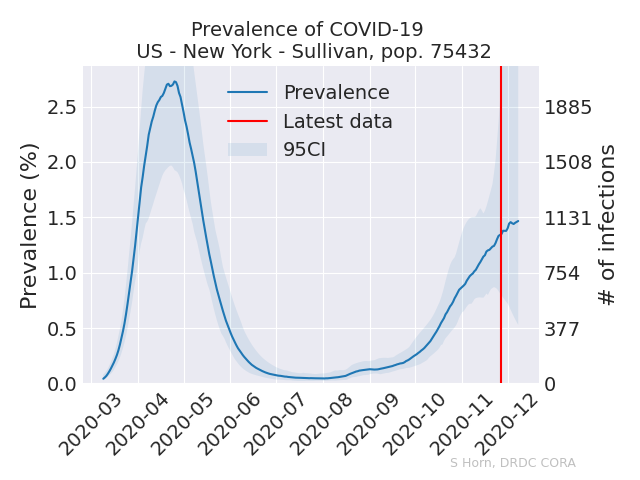 Prevalence of COVID-19
US - New York - Sullivan, pop. 75432
Prevalence
Latest data
95CI
Prevalence (%)
2.5
2.0
1.5
1.0
0.5
0.0
1885
1508
1131
754
377
0
# of infections
2020-03
2020-04
2020-05
2020-06
2020-07
2020-08
2020-09
2020-10
2020-11
2020-12
S Horn, DRDC CORA